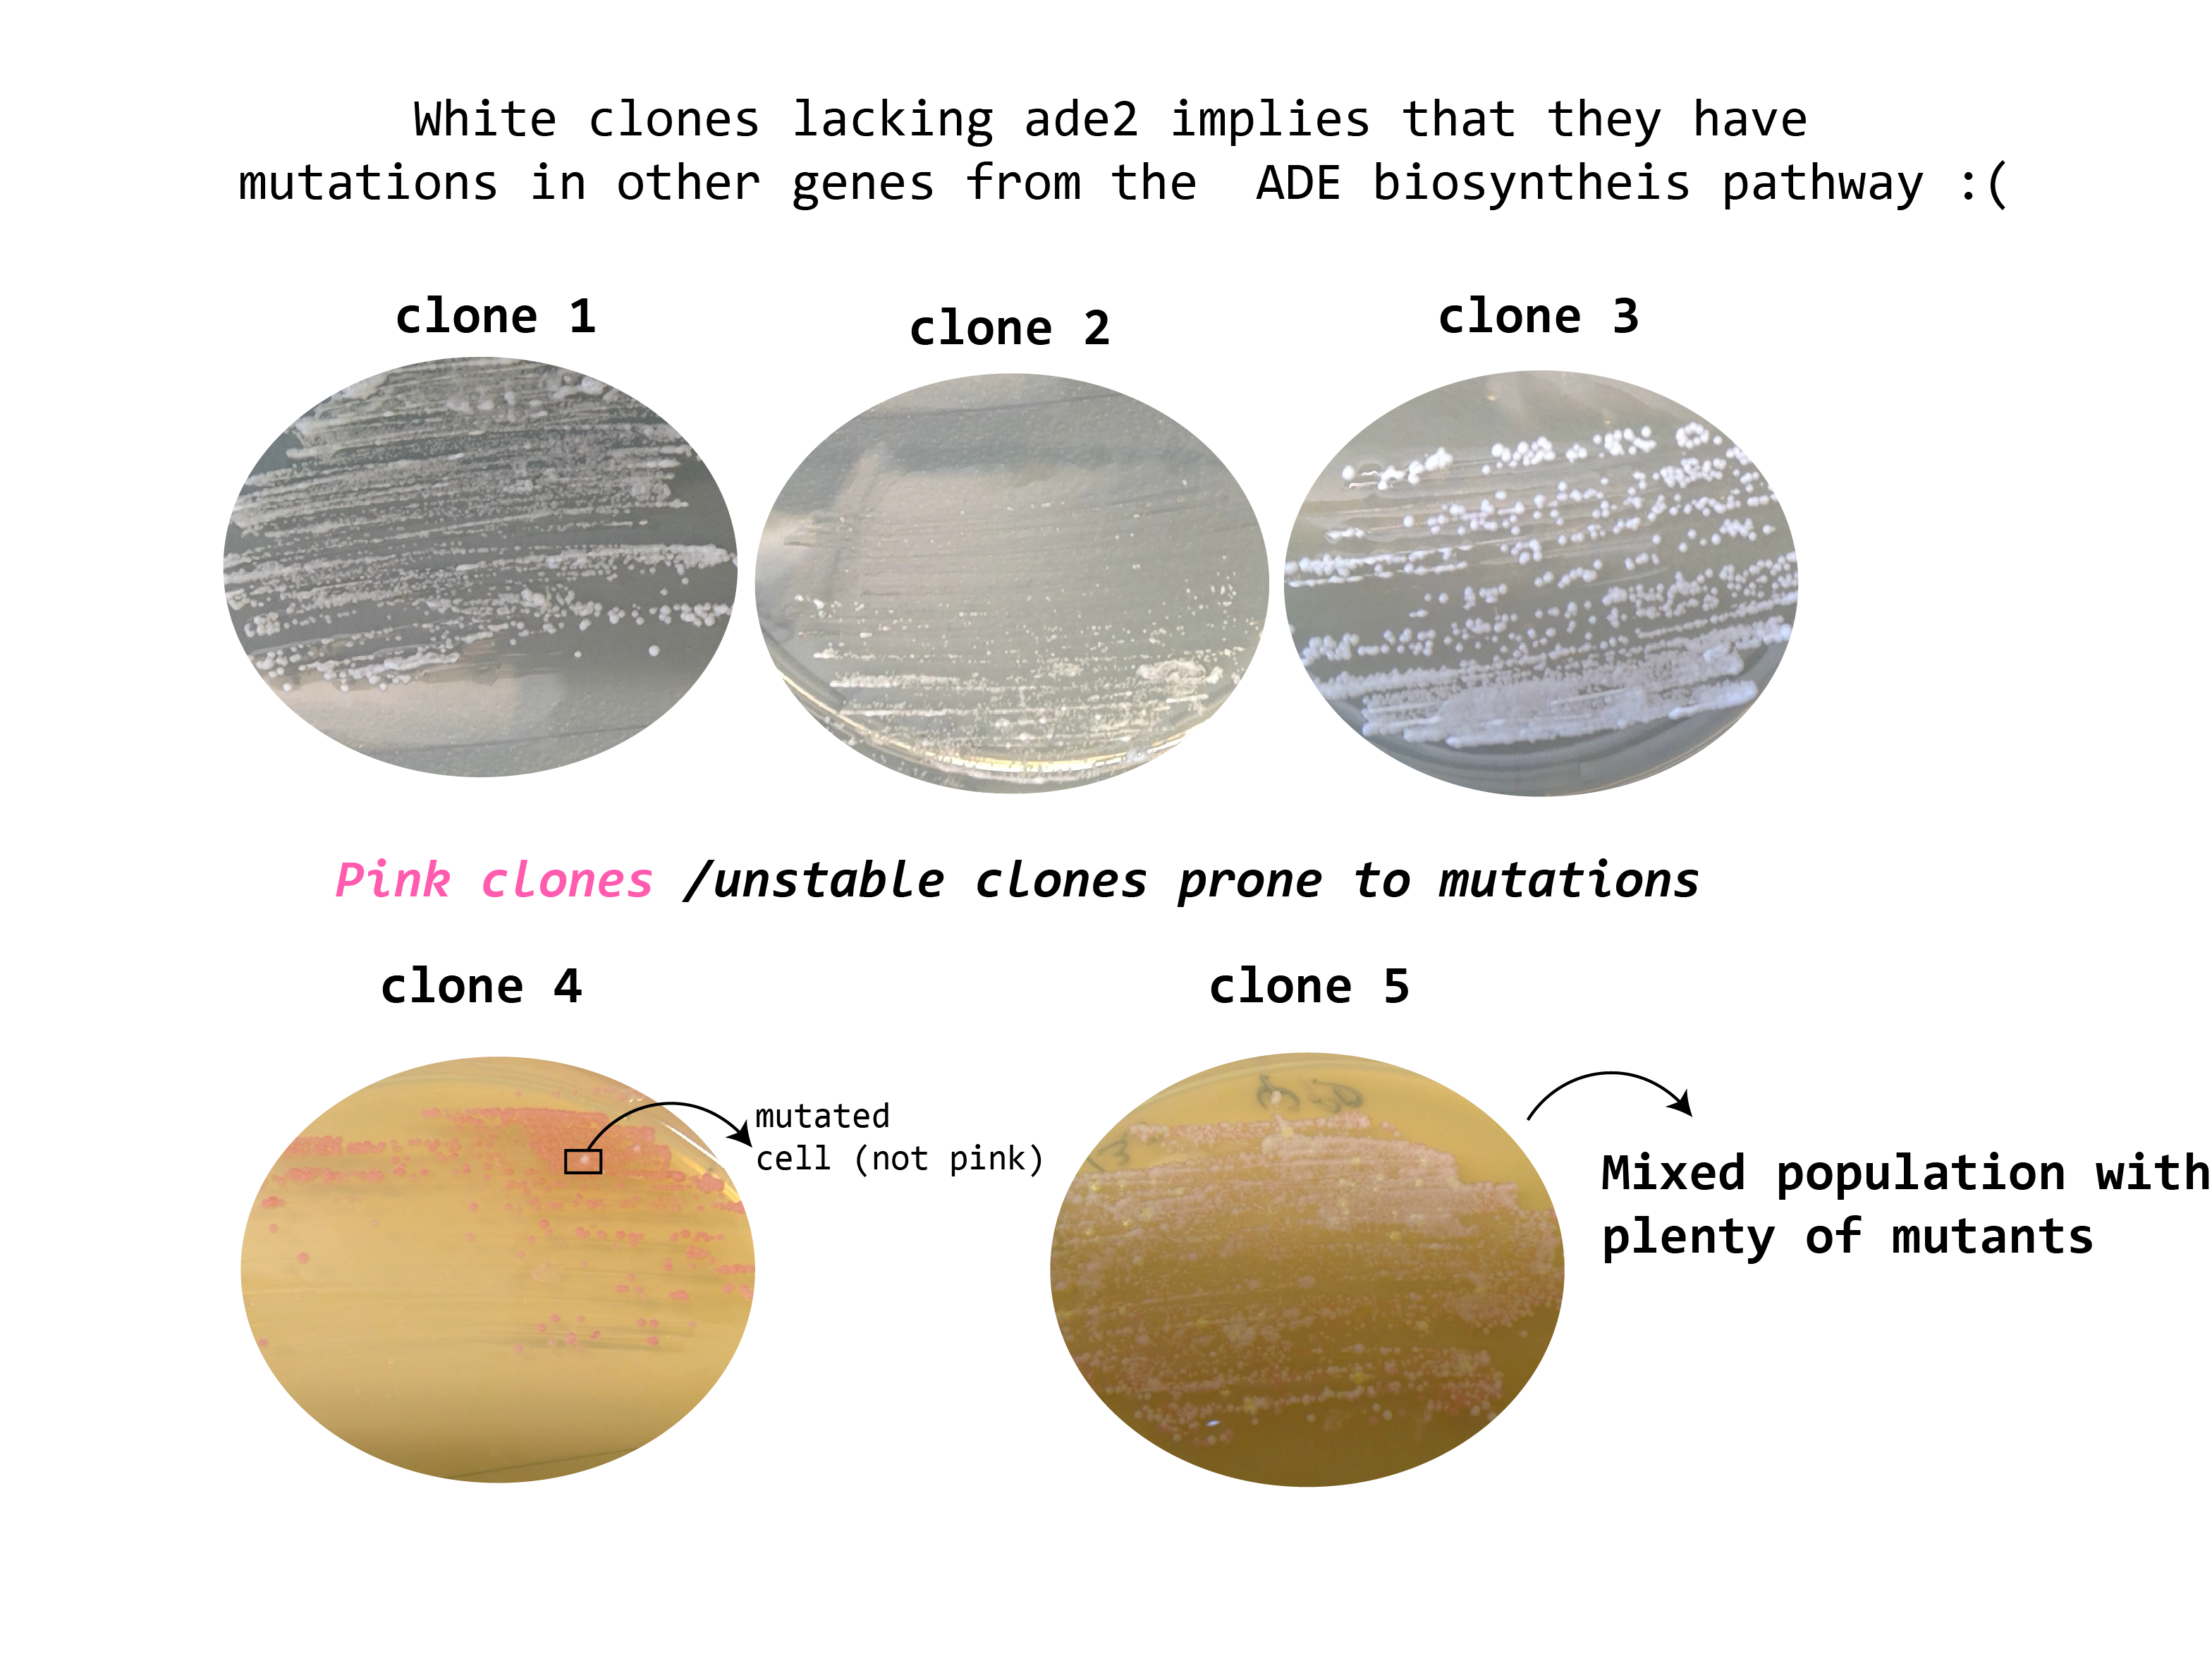 White clones lacking ade2 implies that they have
mutations in other genes from the ADE biosyntheis pathway :(
clone 1
clone 2
clone 3
Pink clones /unstable clones prone to mutations
clone 4
clone 5
mutated
cell (not pink)
Mixed population with
plenty of mutants